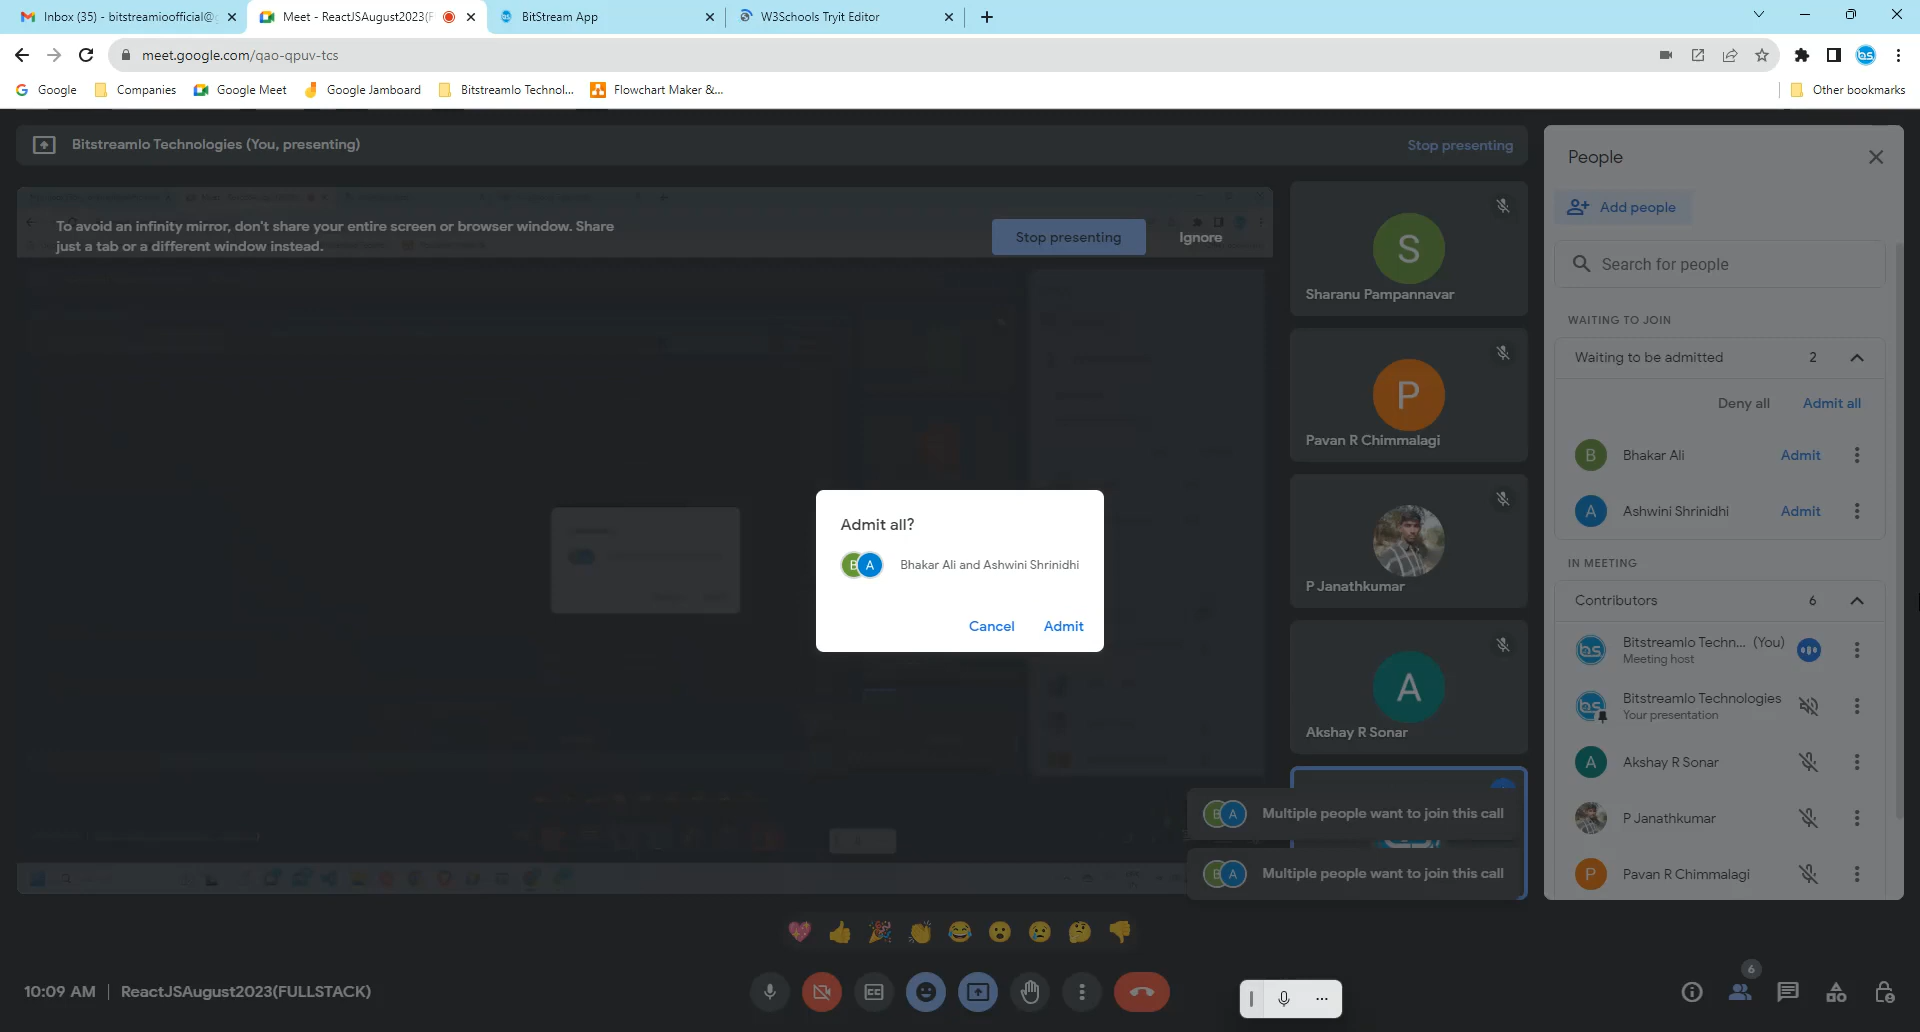 Inbox (35) - bitstreamioofficial@
Meet - ReactJSAugust2023(F
BitStream App
W3Schools Tryit Editor
meet.google.com/qao-qpuv-tcs
Google
Companies
Google Meet
Google Jamboard
BitstreamIo Technol...
Flowchart Maker &...
Other bookmarks
BitstreamIo Technologies (You, presenting)
Stop presenting
To avoid an infinity mirror, don't share your entire screen or browser window. Share
just a tab or a different window instead.
Stop presenting
Ignore
S
Sharanu Pampannavar
P
Pavan R Chimmalagi
P Janathkumar
A
Akshay R Sonar
Admit all?
B A
Bhakar Ali and Ashwini Shrinidhi
Cancel
Admit
B A
Multiple people want to join this call
B A
Multiple people want to join this call
People
Add people
Search for people
WAITING TO JOIN
Waiting to be admitted
2
Deny all
Admit all
B
Bhakar Ali
Admit
A
Ashwini Shrinidhi
Admit
IN MEETING
Contributors
6
bs
BitstreamIo Techn... (You)
Meeting host
bs
BitstreamIo Technologies
Your presentation
A
Akshay R Sonar
P Janathkumar
P
Pavan R Chimmalagi
10:09 AM | ReactJSAugust2023(FULLSTACK)
6